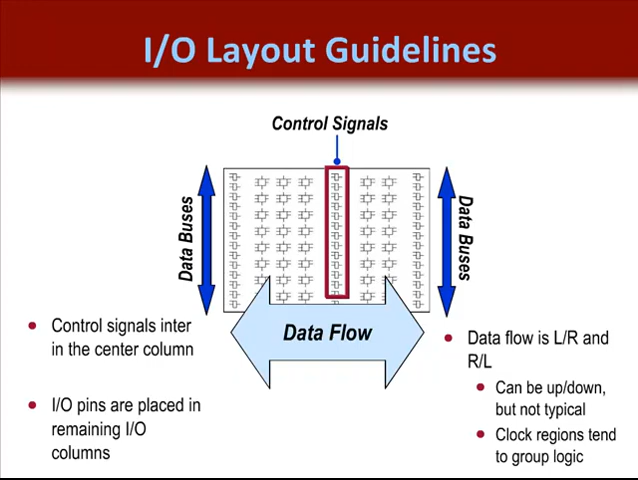 I/O Layout Guidelines
Control Signals
Data Buses
Data Buses
Data Flow
• Control signals inter
in the center column
• I/O pins are placed in
remaining I/O
columns
• Data flow is L/R and
R/L
• Can be up/down,
but not typical
• Clock regions tend
to group logic